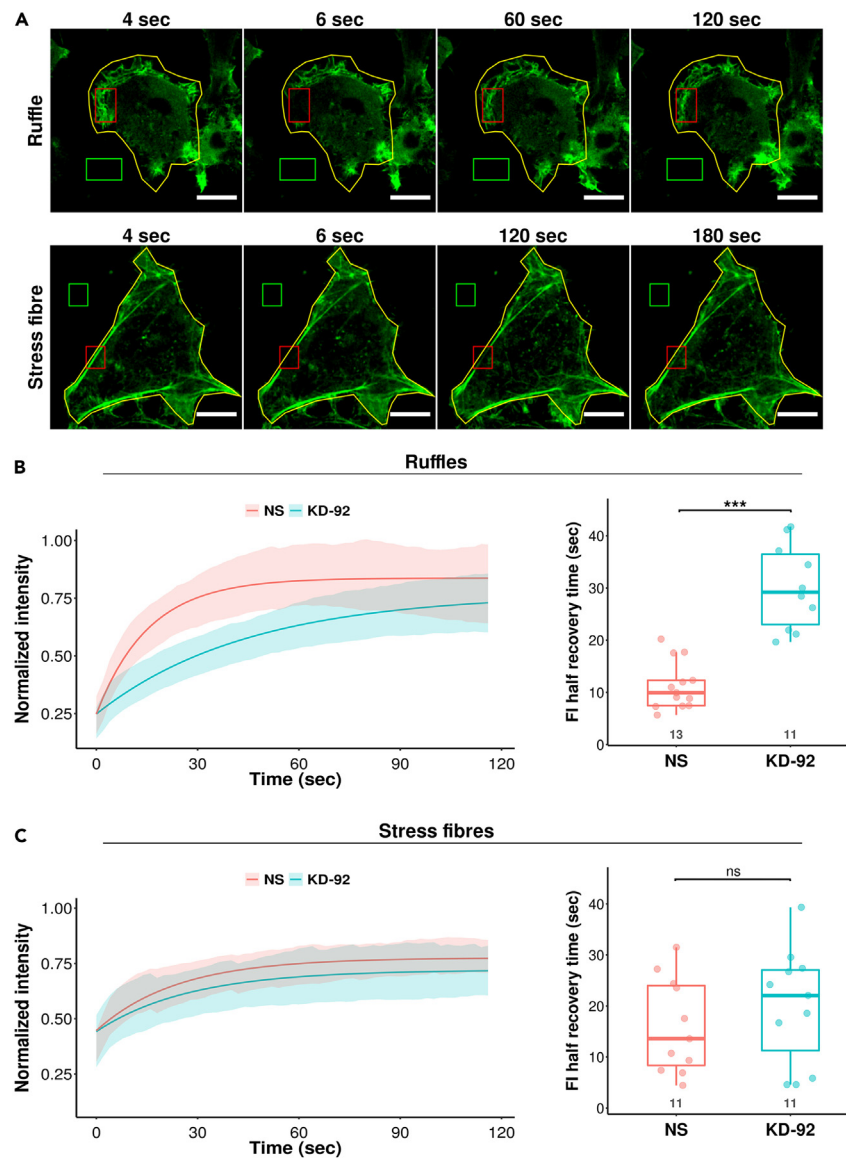 A
4 sec 6 sec 60 sec 120 sec
Ruffle
4 sec 6 sec 120 sec 180 sec
Stress fibre
B
Ruffles
NS KD-92
Normalized intensity
1.00
0.75
0.50
0.25
0 30 60 90 120
Time (sec)
***
FI half recovery time (sec)
40
30
20
10
0
13 11
NS KD-92
C
Stress fibres
NS KD-92
Normalized intensity
1.00
0.75
0.50
0.25
0 30 60 90 120
Time (sec)
ns
FI half recovery time (sec)
40
30
20
10
0
11 11
NS KD-92